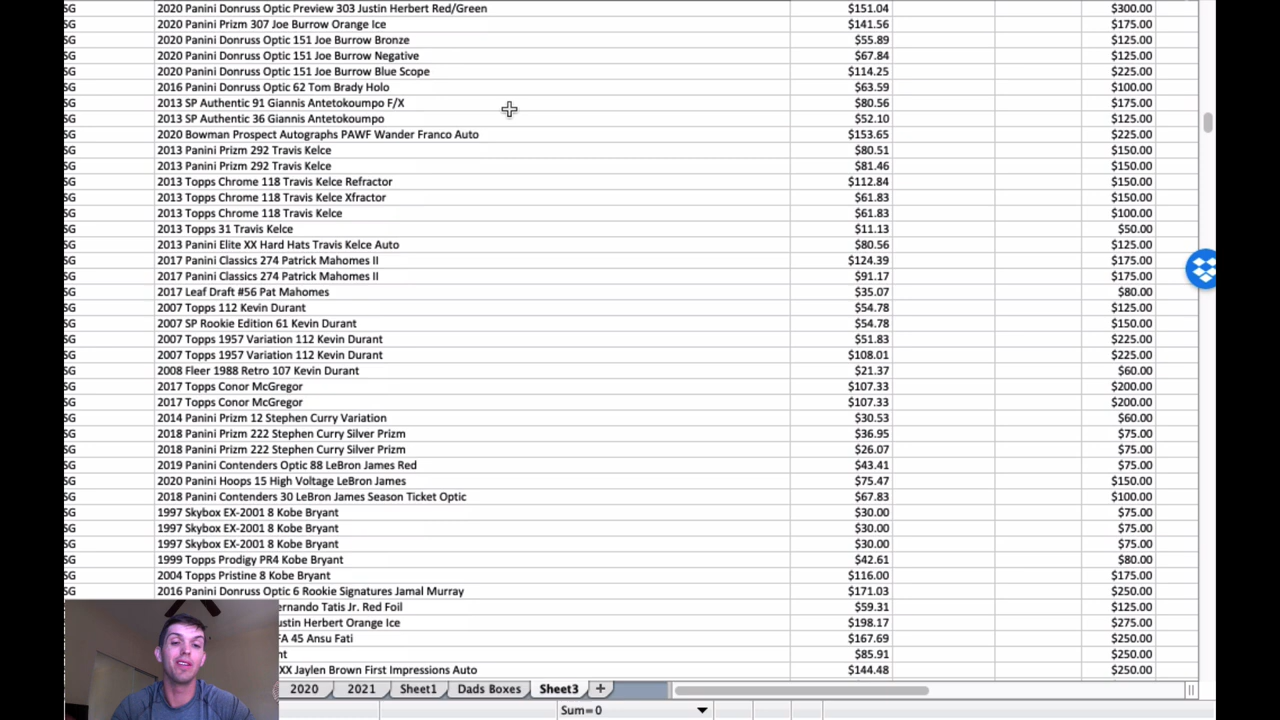 SG 2020 Panini Donruss Optic Preview 303 Justin Herbert Red/Green $151.04 $300.00
SG 2020 Panini Prizm 307 Joe Burrow Orange Ice $141.56 $175.00
SG 2020 Panini Donruss Optic 151 Joe Burrow Bronze $55.89 $125.00
SG 2020 Panini Donruss Optic 151 Joe Burrow Negative $67.84 $125.00
SG 2020 Panini Donruss Optic 151 Joe Burrow Blue Scope $114.25 $225.00
SG 2016 Panini Donruss Optic 62 Tom Brady Holo $63.59 $100.00
SG 2013 SP Authentic 91 Giannis Antetokoumpo F/X $80.56 $175.00
SG 2013 SP Authentic 36 Giannis Antetokoumpo $52.10 $125.00
SG 2020 Bowman Prospect Autographs PAWF Wander Franco Auto $153.65 $225.00
SG 2013 Panini Prizm 292 Travis Kelce $80.51 $150.00
SG 2013 Panini Prizm 292 Travis Kelce $81.46 $150.00
SG 2013 Topps Chrome 118 Travis Kelce Refractor $112.84 $150.00
SG 2013 Topps Chrome 118 Travis Kelce Xfractor $61.83 $150.00
SG 2013 Topps Chrome 118 Travis Kelce $61.83 $100.00
SG 2013 Topps 31 Travis Kelce $11.13 $50.00
SG 2013 Panini Elite XX Hard Hats Travis Kelce Auto $80.56 $125.00
SG 2017 Panini Classics 274 Patrick Mahomes II $124.39 $175.00
SG 2017 Panini Classics 274 Patrick Mahomes II $91.17 $175.00
SG 2017 Leaf Draft #56 Pat Mahomes $35.07 $80.00
SG 2007 Topps 112 Kevin Durant $54.78 $125.00
SG 2007 SP Rookie Edition 61 Kevin Durant $54.78 $150.00
SG 2007 Topps 1957 Variation 112 Kevin Durant $51.83 $225.00
SG 2007 Topps 1957 Variation 112 Kevin Durant $108.01 $225.00
SG 2008 Fleer 1988 Retro 107 Kevin Durant $21.37 $60.00
SG 2017 Topps Conor McGregor $107.33 $200.00
SG 2017 Topps Conor McGregor $107.33 $200.00
SG 2014 Panini Prizm 12 Stephen Curry Variation $30.53 $60.00
SG 2018 Panini Prizm 222 Stephen Curry Silver Prizm $36.95 $75.00
SG 2018 Panini Prizm 222 Stephen Curry Silver Prizm $26.07 $75.00
SG 2019 Panini Contenders Optic 88 LeBron James Red $43.41 $75.00
SG 2020 Panini Hoops 15 High Voltage LeBron James $75.47 $150.00
SG 2018 Panini Contenders 30 LeBron James Season Ticket Optic $67.83 $100.00
SG 1997 Skybox EX-2001 8 Kobe Bryant $30.00 $75.00
SG 1997 Skybox EX-2001 8 Kobe Bryant $30.00 $75.00
SG 1997 Skybox EX-2001 8 Kobe Bryant $30.00 $75.00
SG 1999 Topps Prodigy PR4 Kobe Bryant $42.61 $80.00
SG 2004 Topps Pristine 8 Kobe Bryant $116.00 $175.00
SG 2016 Panini Donruss Optic 6 Rookie Signatures Jamal Murray $171.03 $250.00
ernando Tatis Jr. Red Foil $59.31 $125.00
ustin Herbert Orange Ice $198.17 $275.00
FA 45 Ansu Fati $167.69 $250.00
nt $85.91 $250.00
XX Jaylen Brown First Impressions Auto $144.48 $250.00
2020 2021 Sheet1 Dads Boxes Sheet3 +
Sum=0